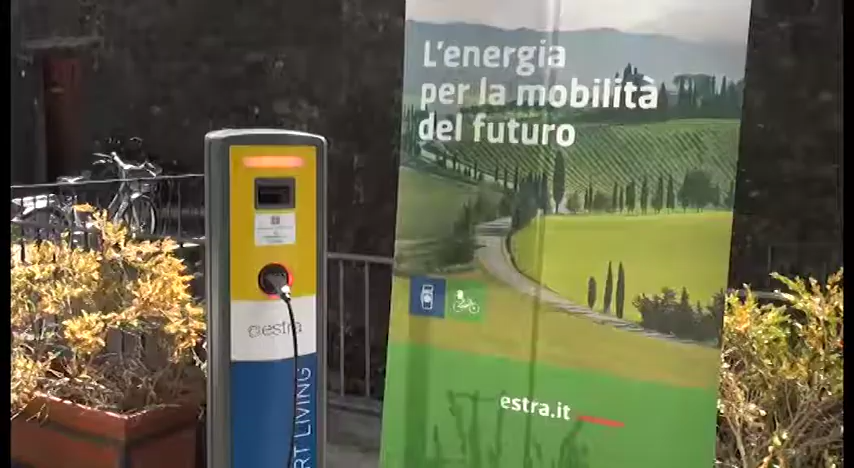 L'energia
per la mobilità
del futuro
estra
RT LIVING
estra.it